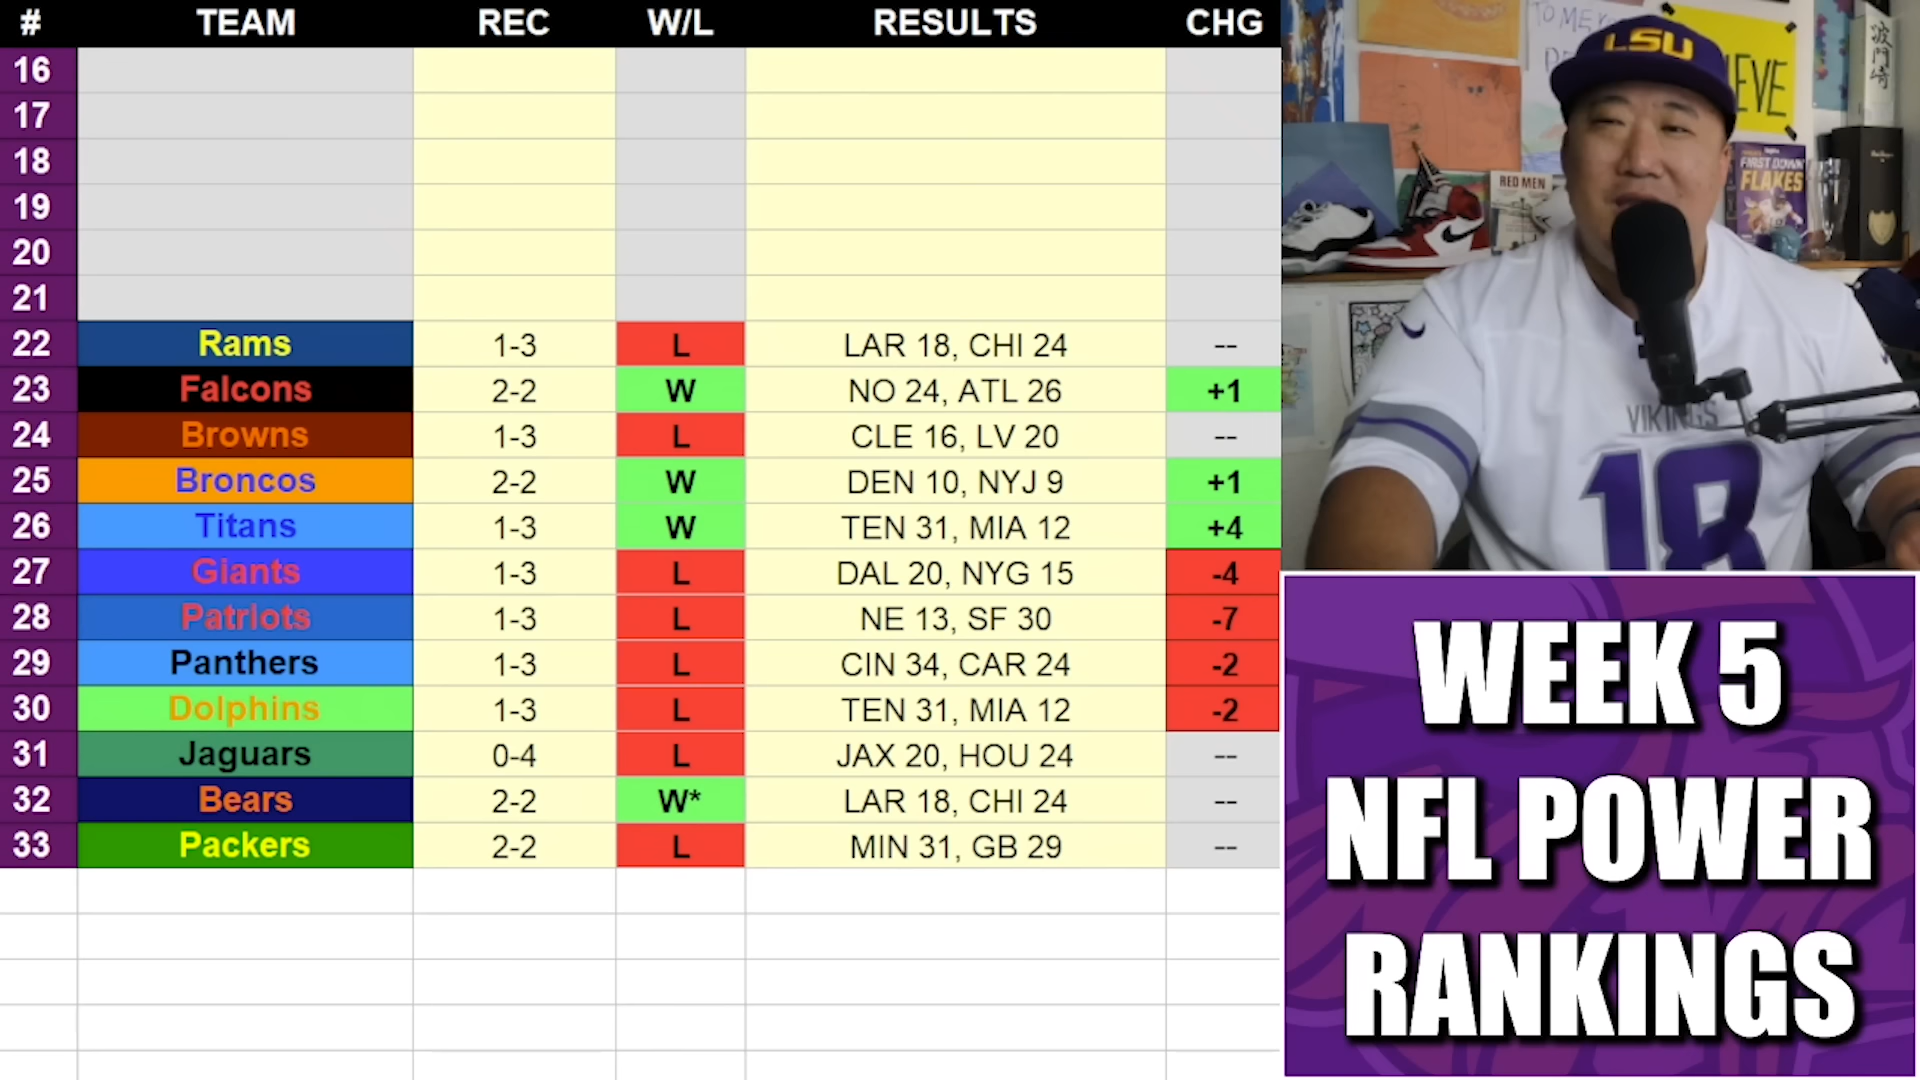 # TEAM REC W/L RESULTS CHG
16
17
18
19
20
21
22 Rams 1-3 L LAR 18, CHI 24 --
23 Falcons 2-2 W NO 24, ATL 26 +1
24 Browns 1-3 L CLE 16, LV 20 --
25 Broncos 2-2 W DEN 10, NYJ 9 +1
26 Titans 1-3 W TEN 31, MIA 12 +4
27 Giants 1-3 L DAL 20, NYG 15 -4
28 Patriots 1-3 L NE 13, SF 30 -7
29 Panthers 1-3 L CIN 34, CAR 24 -2
30 Dolphins 1-3 L TEN 31, MIA 12 -2
31 Jaguars 0-4 L JAX 20, HOU 24 --
32 Bears 2-2 W* LAR 18, CHI 24 --
33 Packers 2-2 L MIN 31, GB 29 --
LSU
IEVE
RED MEN
FIRST DOWN
FLAKES
VIKINGS
18
WEEK 5
NFL POWER
RANKINGS